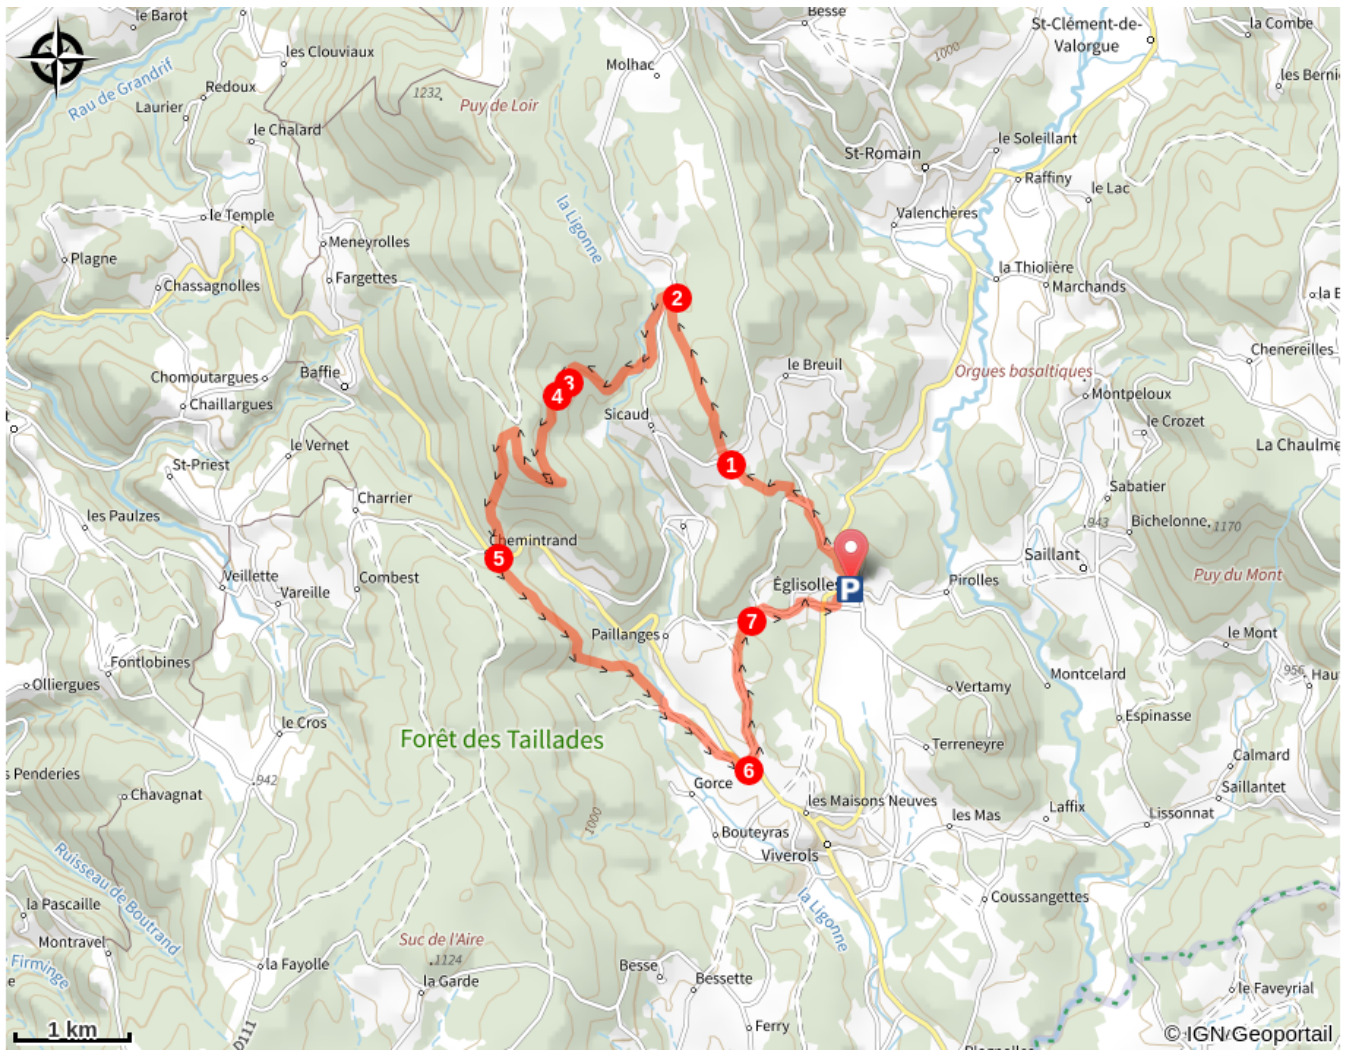 le Barot
Besse
St-Clément-de-
Valorgue
la Combe
les Clouviaux
1000
Molhac
Rau de Grandrif
Redoux
1232
Puy de Loir
Laurier
le Chalard
le Soleillant
St-Romain
Raffiny
le Lac
la Ligonne
le Temple
Valenchères
Meneyrolles
Plagne
Fargettes
la Thiolière
Chassagnolles
Marchands
2
Chenereilles
le Breuil
Orgues basaltiques
Chomoutargues
Baffie
3
4
Montpeloux
Chaillargues
Sicaud
le Crozet
le Vernet
La Chaulme
St-Priest
1
Sabatier
Charrier
les Paulzes
943
Bichelonne
1170
Chemintrand
5
Saillant
Puy du Mont
Veillette
Combest
Églisolles
P
Pirolles
Vareille
7
Paillanges
le Mont
Fontlobines
956
Olliergues
Montcelard
Vertamy
le Cros
Espinasse
Forêt des Taillades
Terreneyre
Calmard
s Penderies
942
6
Gorce
Saillantet
Chavagnat
les Maisons Neuves
Laffix
les Mas
Lissonnat
1000
Bouteyras
Viverols
Ruisseau de Boutrand
la Pascaille
Coussangettes
la Ligonne
Montravel
Suc de l'Aire
1124
Firminge
la Fayolle
Besse
la Garde
Bessette
le Faveyrial
1 km
D111
Ferry
© IGN/Geoportail